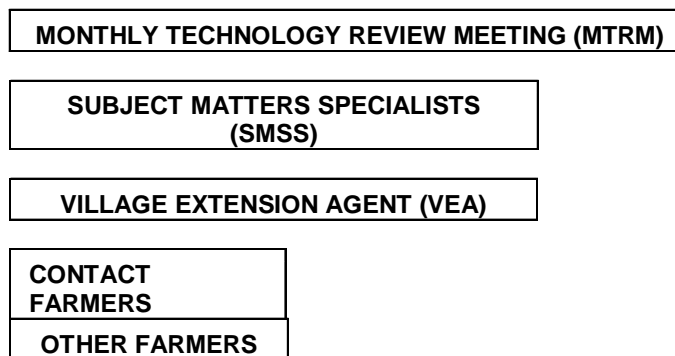 MONTHLY TECHNOLOGY REVIEW MEETING (MTRM)
SUBJECT MATTERS SPECIALISTS
(SMSS)
VILLAGE EXTENSION AGENT (VEA)
CONTACT
FARMERS
OTHER FARMERS